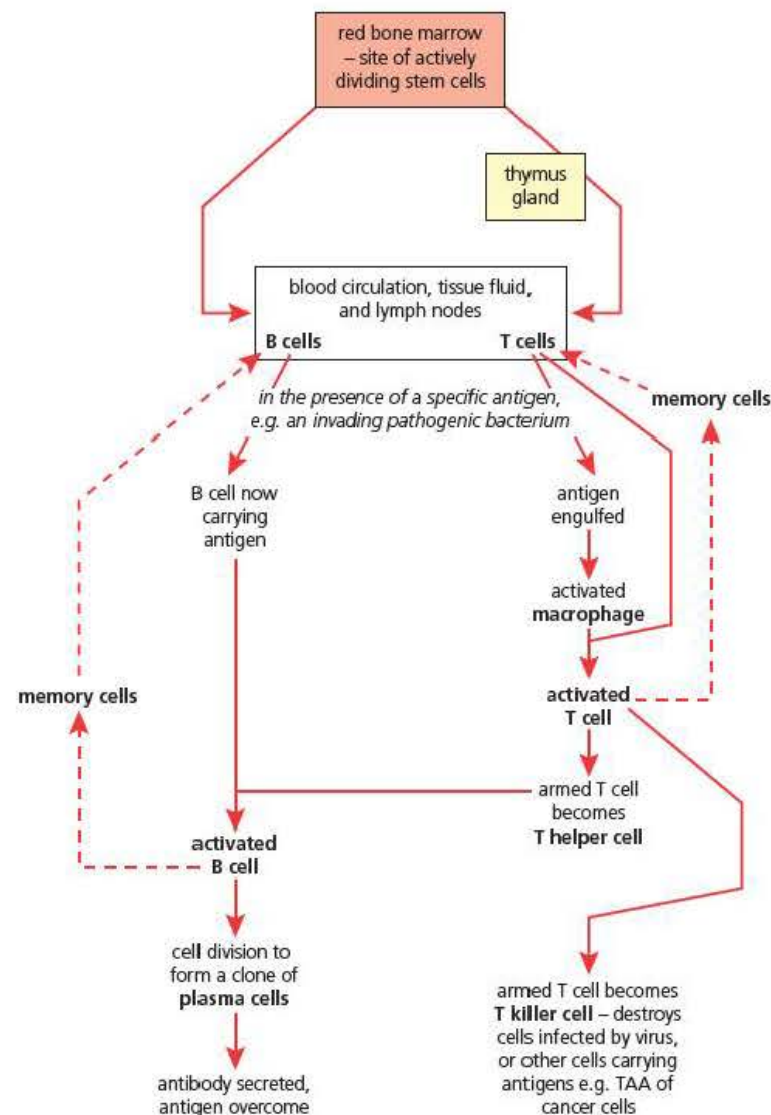 red bone marrow
– site of actively
dividing stem cells
thymus
gland
blood circulation, tissue fluid,
and lymph nodes
B cells
T cells
in the presence of a specific antigen,
e.g. an invading pathogenic bacterium
memory cells
B cell now
carrying
antigen
antigen
engulfed
activated
macrophage
memory cells
activated
T cell
armed T cell
becomes
T helper cell
activated
B cell
cell division to
form a clone of
plasma cells
armed T cell becomes
T killer cell – destroys
cells infected by virus,
or other cells carrying
antigens e.g. TAA of
cancer cells
antibody secreted,
antigen overcome